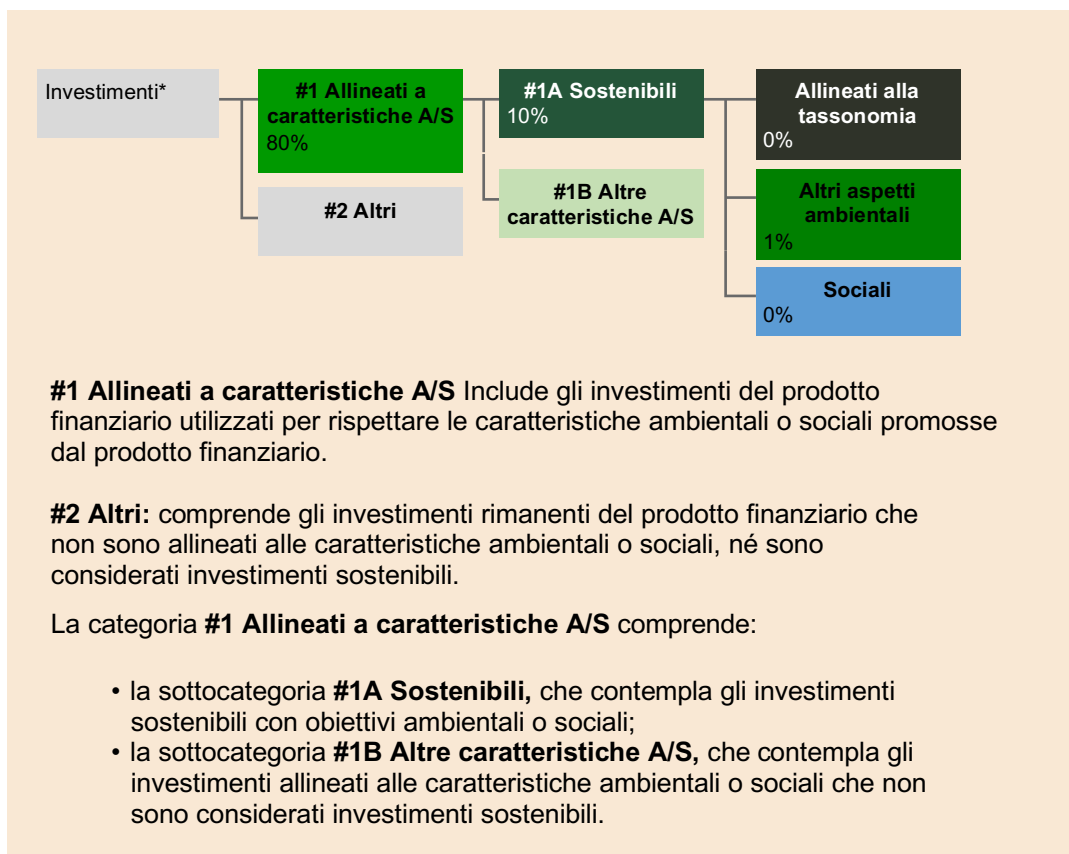 Investimenti*
#1 Allineati a
caratteristiche A/S
80%
#2 Altri
#1A Sostenibili
10%
#1B Altre
caratteristiche A/S
Allineati alla
tassonomia
0%
Altri aspetti
ambientali
1%
Sociali
0%
#1 Allineati a caratteristiche A/S Include gli investimenti del prodotto
finanziario utilizzati per rispettare le caratteristiche ambientali o sociali promosse
dal prodotto finanziario.
#2 Altri: comprende gli investimenti rimanenti del prodotto finanziario che
non sono allineati alle caratteristiche ambientali o sociali, né sono
considerati investimenti sostenibili.
La categoria #1 Allineati a caratteristiche A/S comprende:
• la sottocategoria #1A Sostenibili, che contempla gli investimenti
sostenibili con obiettivi ambientali o sociali;
• la sottocategoria #1B Altre caratteristiche A/S, che contempla gli
investimenti allineati alle caratteristiche ambientali o sociali che non
sono considerati investimenti sostenibili.